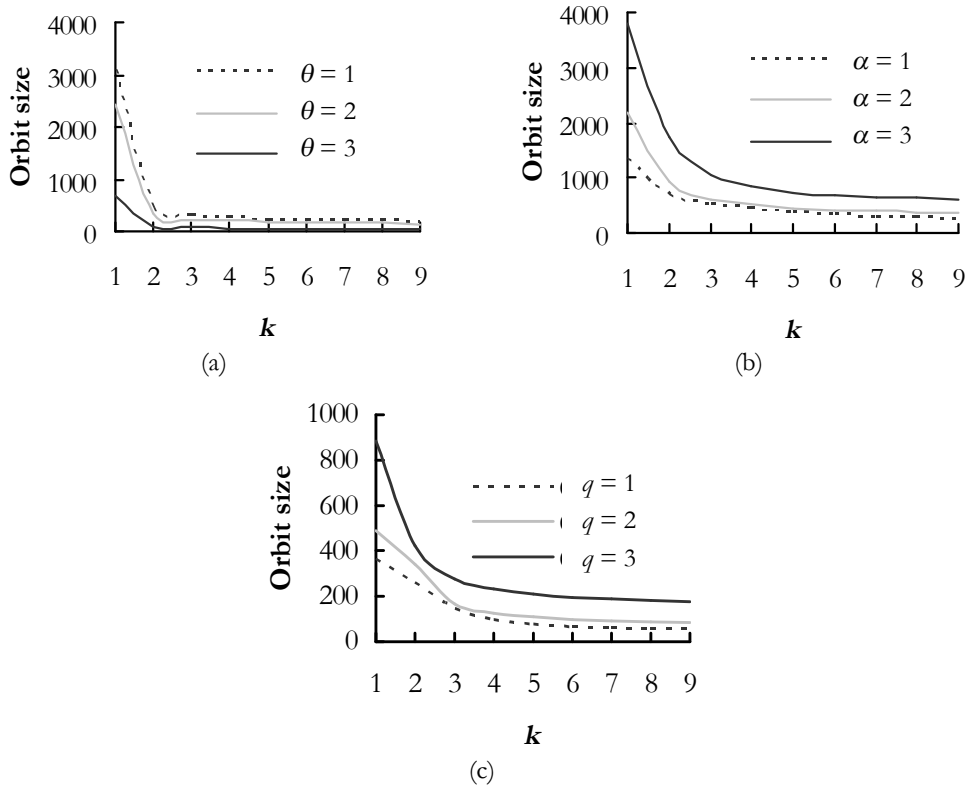 4000
3000
2000
1000
0
Orbit size
θ = 1
θ = 2
θ = 3
1 2 3 4 5 6 7 8 9
k
(a)
4000
3000
2000
1000
0
Orbit size
α = 1
α = 2
α = 3
1 2 3 4 5 6 7 8 9
k
(b)
1000
800
600
400
200
0
Orbit size
q = 1
q = 2
q = 3
1 2 3 4 5 6 7 8 9
k
(c)